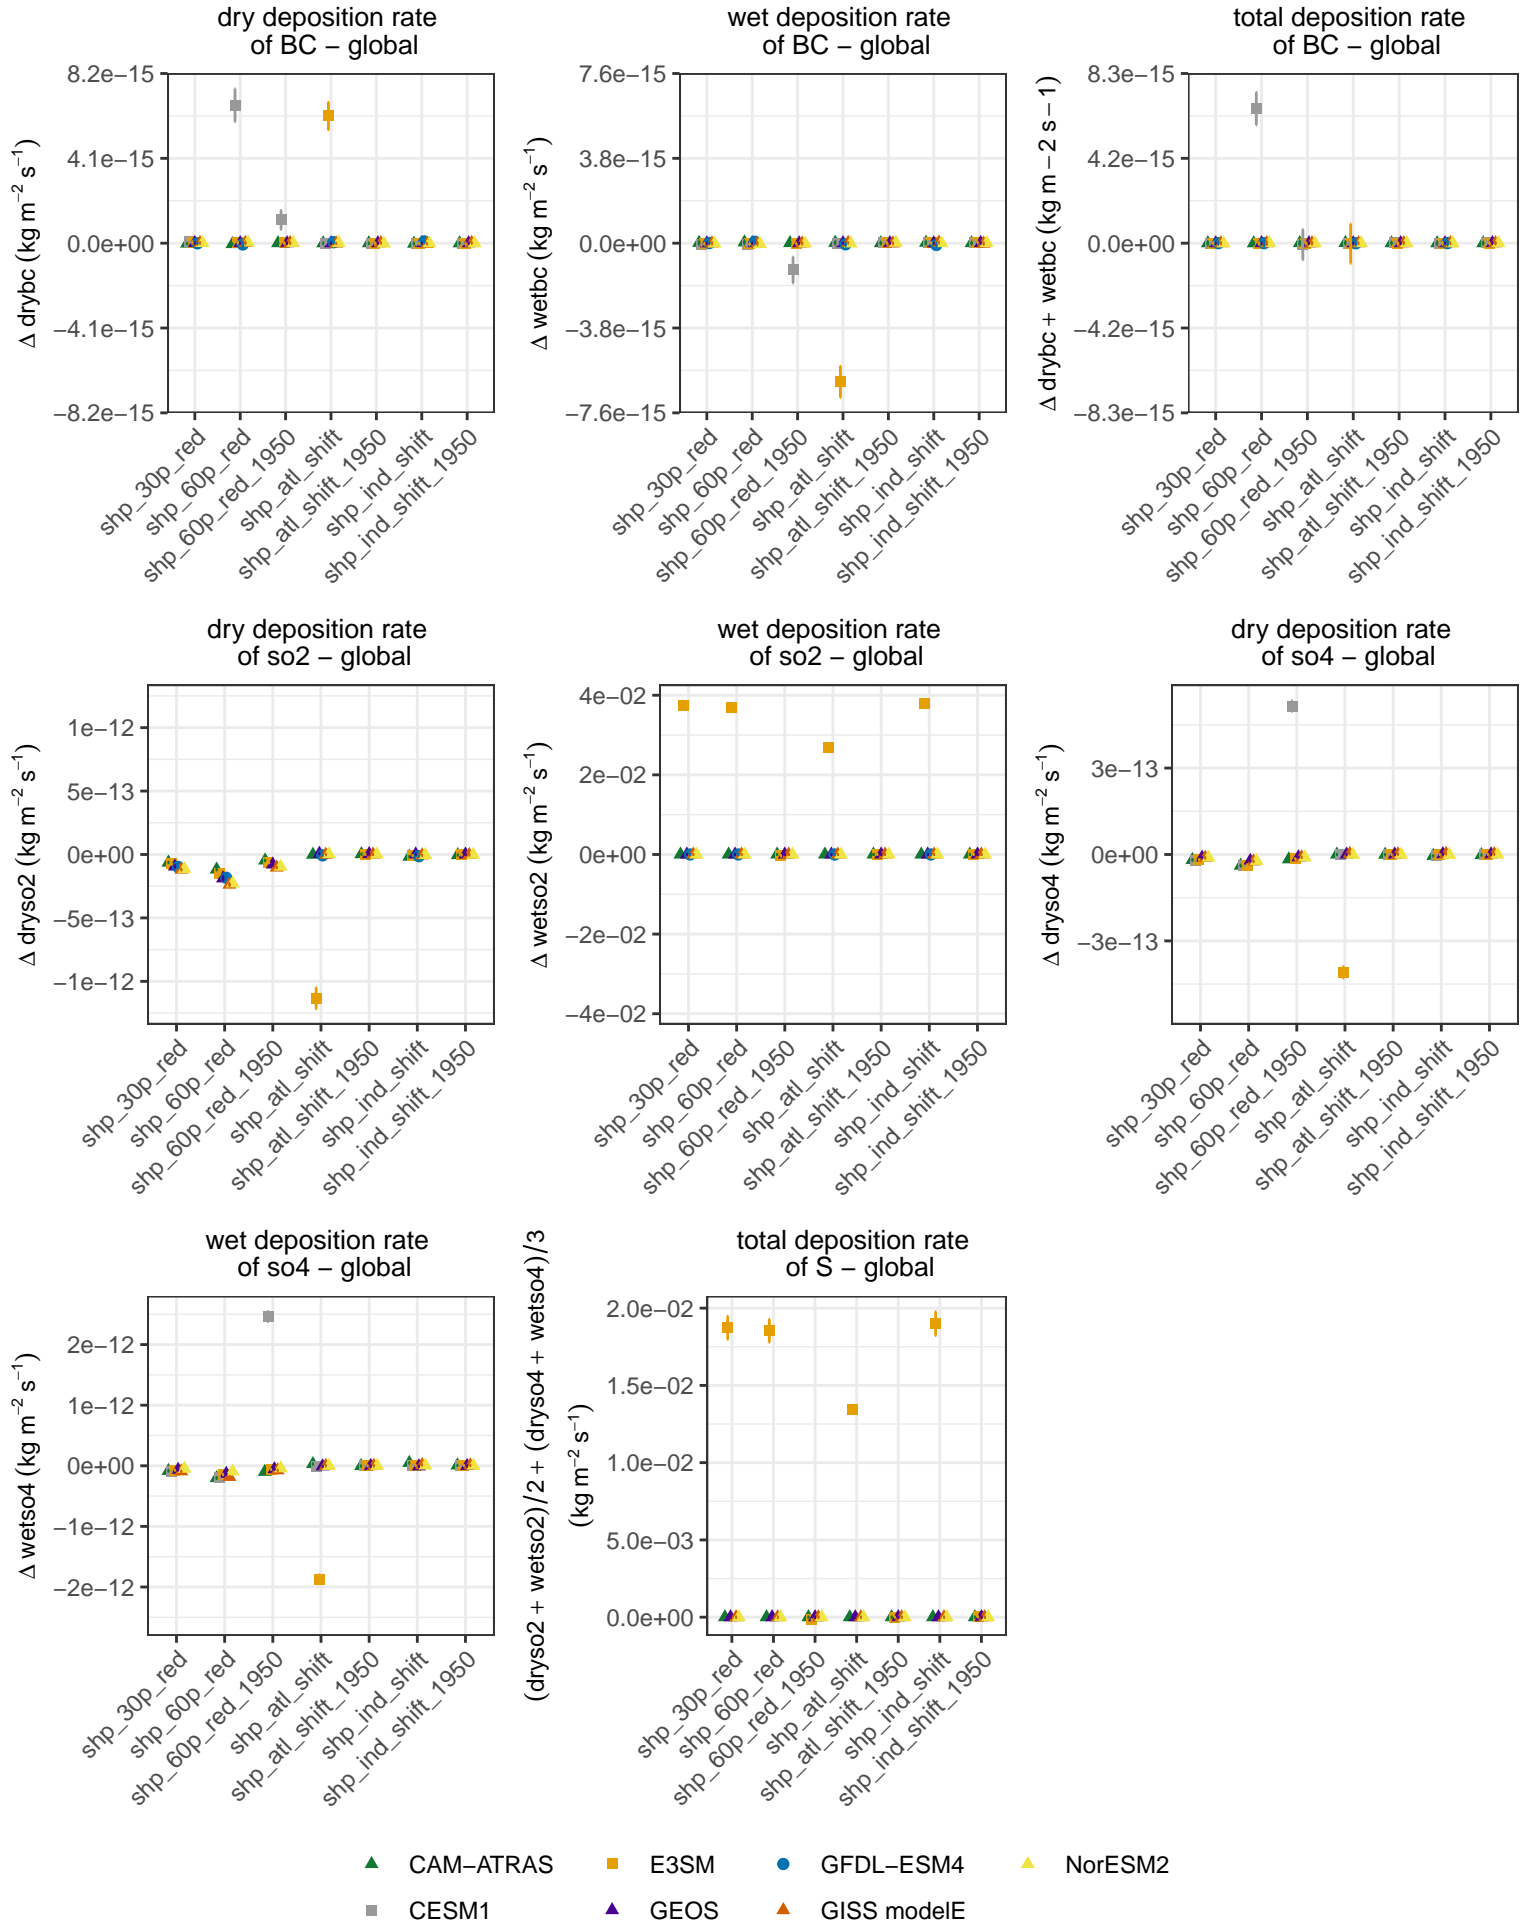 dry deposition rate
of BC − global
Δ drybc (kg m−2 s−1)
8.2e−15
4.1e−15
0.0e+00
−4.1e−15
−8.2e−15
shp_30p_red
shp_60p_red
shp_60p_red_1950
shp_atl_shift
shp_atl_shift_1950
shp_ind_shift
shp_ind_shift_1950
wet deposition rate
of BC − global
Δ wetbc (kg m−2 s−1)
7.6e−15
3.8e−15
0.0e+00
−3.8e−15
−7.6e−15
shp_30p_red
shp_60p_red
shp_60p_red_1950
shp_atl_shift
shp_atl_shift_1950
shp_ind_shift
shp_ind_shift_1950
total deposition rate
of BC − global
Δ drybc + wetbc (kg m − 2 s − 1)
8.3e−15
4.2e−15
0.0e+00
−4.2e−15
−8.3e−15
shp_30p_red
shp_60p_red
shp_60p_red_1950
shp_atl_shift
shp_atl_shift_1950
shp_ind_shift
shp_ind_shift_1950
dry deposition rate
of so2 − global
Δ dryso2 (kg m−2 s−1)
1e−12
5e−13
0e+00
−5e−13
−1e−12
shp_30p_red
shp_60p_red
shp_60p_red_1950
shp_atl_shift
shp_atl_shift_1950
shp_ind_shift
shp_ind_shift_1950
wet deposition rate
of so2 − global
Δ wetso2 (kg m−2 s−1)
4e−02
2e−02
0e+00
−2e−02
−4e−02
shp_30p_red
shp_60p_red
shp_60p_red_1950
shp_atl_shift
shp_atl_shift_1950
shp_ind_shift
shp_ind_shift_1950
dry deposition rate
of so4 − global
Δ dryso4 (kg m−2 s−1)
3e−13
0e+00
−3e−13
shp_30p_red
shp_60p_red
shp_60p_red_1950
shp_atl_shift
shp_atl_shift_1950
shp_ind_shift
shp_ind_shift_1950
wet deposition rate
of so4 − global
Δ wetso4 (kg m−2 s−1)
2e−12
1e−12
0e+00
−1e−12
−2e−12
shp_30p_red
shp_60p_red
shp_60p_red_1950
shp_atl_shift
shp_atl_shift_1950
shp_ind_shift
shp_ind_shift_1950
total deposition rate
of S − global
(dryso2 + wetso2)/2 + (dryso4 + wetso4)/3
(kg m−2 s−1)
2.0e−02
1.5e−02
1.0e−02
5.0e−03
0.0e+00
shp_30p_red
shp_60p_red
shp_60p_red_1950
shp_atl_shift
shp_atl_shift_1950
shp_ind_shift
shp_ind_shift_1950
CAM−ATRAS
E3SM
GFDL−ESM4
NorESM2
CESM1
GEOS
GISS modelE